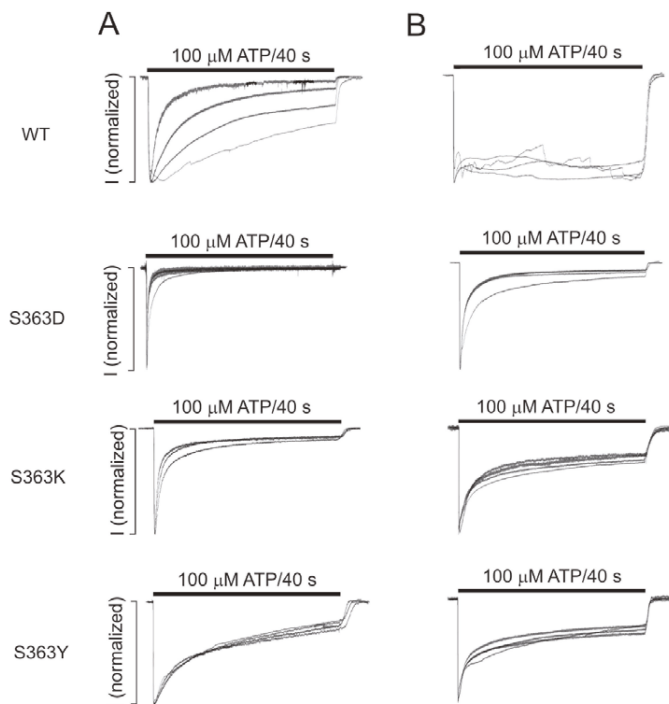 A
B
100 μM ATP/40 s
100 μM ATP/40 s
WT
I (normalized)
100 μM ATP/40 s
100 μM ATP/40 s
S363D
I (normalized)
100 μM ATP/40 s
100 μM ATP/40 s
S363K
I (normalized)
100 μM ATP/40 s
100 μM ATP/40 s
S363Y
(normalized)